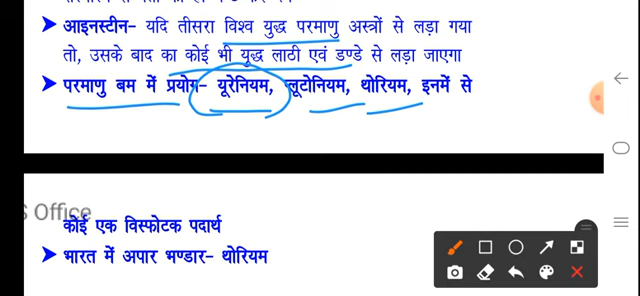 ➤ आइनस्टीन- यदि तीसरा विश्व युद्ध परमाणु अस्त्रों से लड़ा गया
तो, उसके बाद का कोई भी युद्ध लाठी एवं डण्डे से लड़ा जाएगा
➤ परमाणु बम में प्रयोग- यूरेनियम, प्लूटोनियम, थोरियम, इनमें से
Office
कोई एक विस्फोटक पदार्थ
➤ भारत में अपार भण्डार- थोरियम